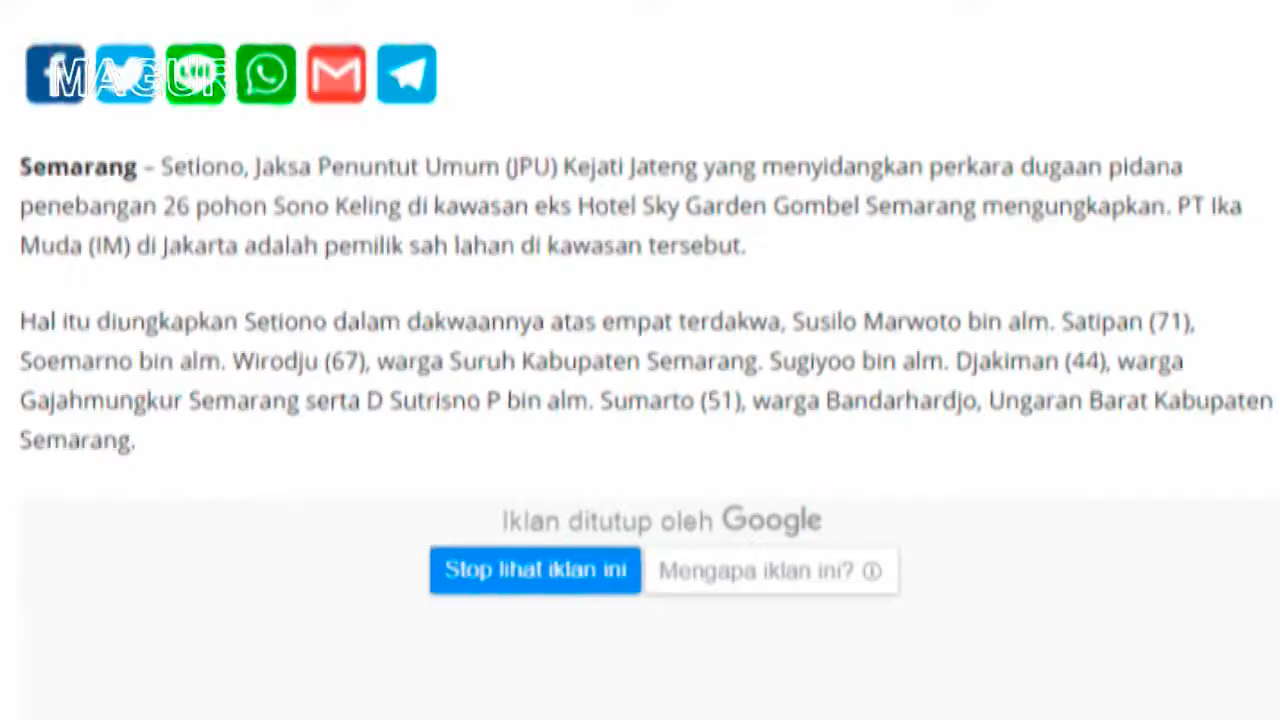 MAGUR
Semarang – Setiono, Jaksa Penuntut Umum (JPU) Kejati Jateng yang menyidangkan perkara dugaan pidana
penebangan 26 pohon Sono Keling di kawasan eks Hotel Sky Garden Gombel Semarang mengungkapkan. PT Ika
Muda (IM) di Jakarta adalah pemilik sah lahan di kawasan tersebut.
Hal itu diungkapkan Setiono dalam dakwaannya atas empat terdakwa, Susilo Marwoto bin alm. Satipan (71),
Soemarno bin alm. Wirodju (67), warga Suruh Kabupaten Semarang. Sugiyoo bin alm. Djakiman (44), warga
Gajahmungkur Semarang serta D Sutrisno P bin alm. Sumarto (51), warga Bandarhardjo, Ungaran Barat Kabupaten
Semarang.
Iklan ditutup oleh Google
Stop lihat iklan ini
Mengapa iklan ini?